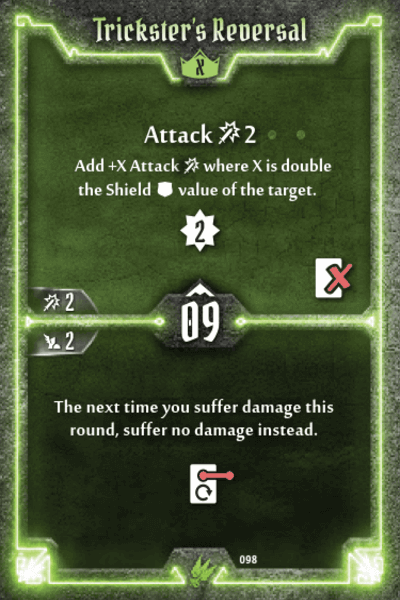 Trickster's Reversal
X
Attack 2
Add +X Attack where X is double
the Shield value of the target.
2
2
09
2
The next time you suffer damage this
round, suffer no damage instead.
098